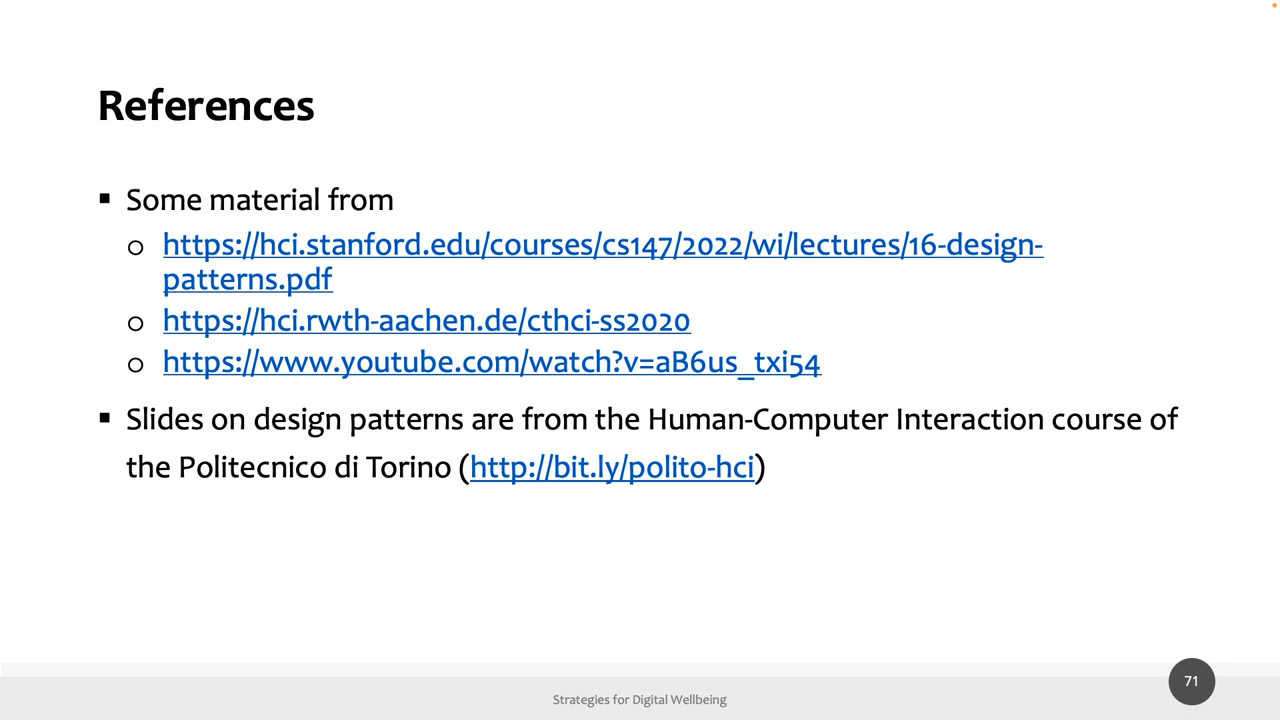 References
▪ Some material from
o https://hci.stanford.edu/courses/cs147/2022/wi/lectures/16-design-
patterns.pdf
o https://hci.rwth-aachen.de/cthci-ss2020
o https://www.youtube.com/watch?v=aB6us_txi54
▪ Slides on design patterns are from the Human-Computer Interaction course of
the Politecnico di Torino (http://bit.ly/polito-hci)
71
Strategies for Digital Wellbeing